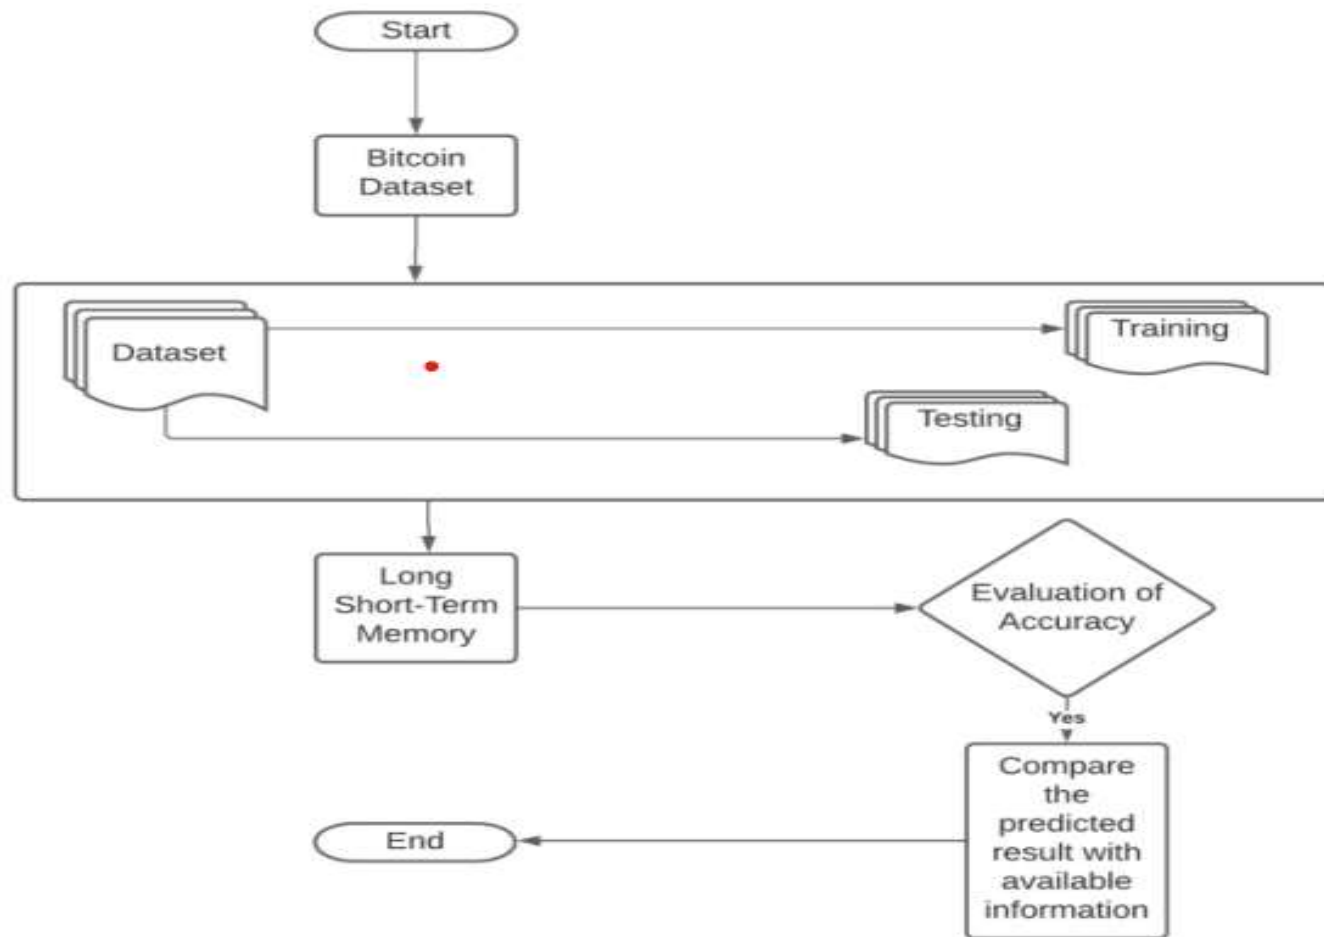 Start
Bitcoin
Dataset
Dataset
Training
Testing
Long
Short-Term
Memory
Evaluation of
Accuracy
Yes
Compare
the
predicted
result with
available
information
End